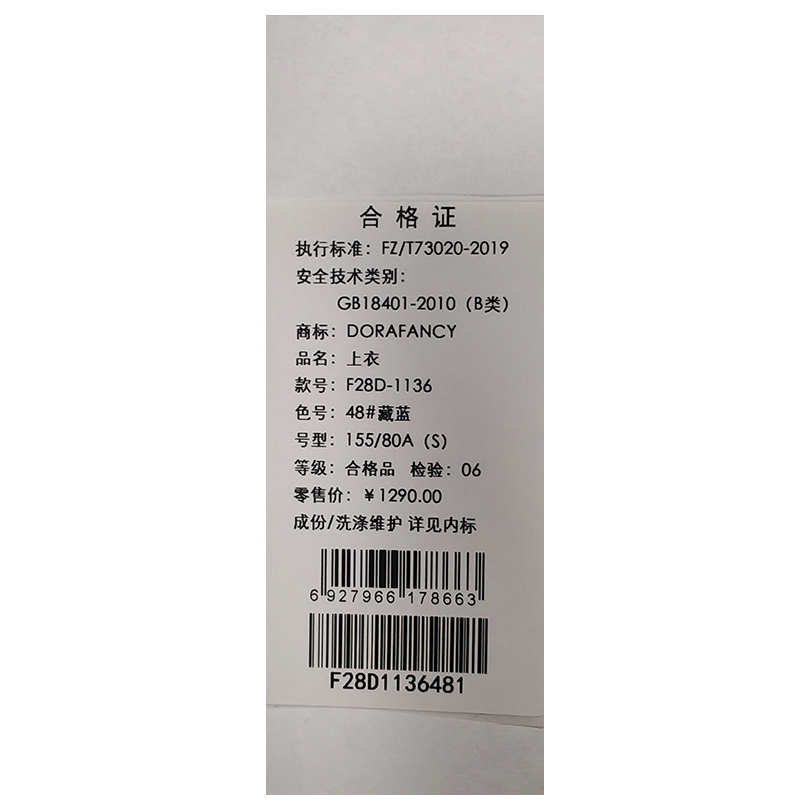 合格证
执行标准：FZ/T73020-2019
安全技术类别：
GB18401-2010（B类）
商标：DORAFANCY
品名：上衣
款号：F28D-1136
色号：48#藏蓝
号型：155/80A（S）
等级：合格品 检验：06
零售价：￥1290.00
成份/洗涤维护 详见内标
6 927966 178663
F28D1136481